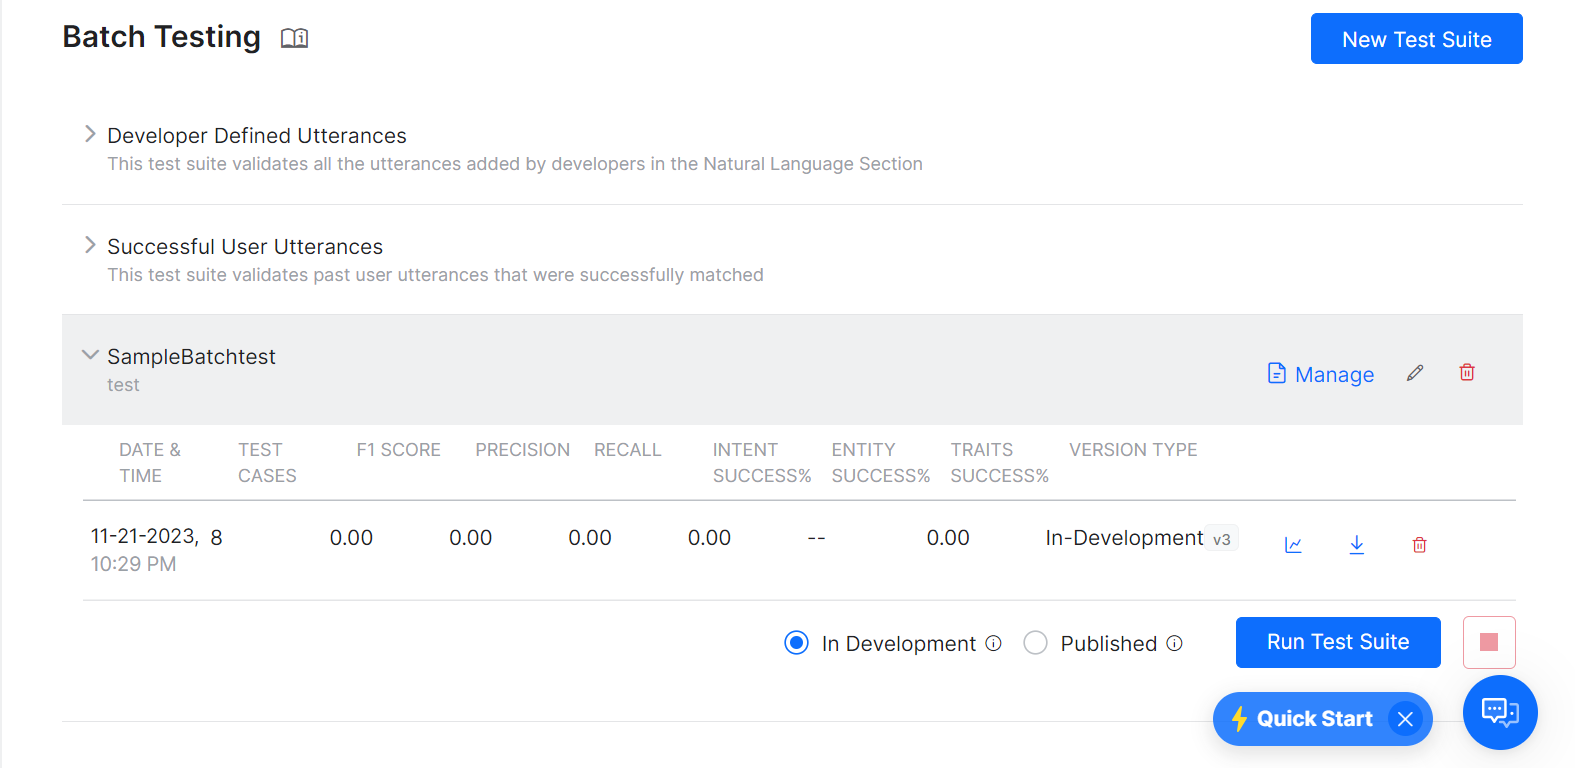 Batch Testing
New Test Suite
Developer Defined Utterances
This test suite validates all the utterances added by developers in the Natural Language Section
Successful User Utterances
This test suite validates past user utterances that were successfully matched
SampleBatchtest
test
Manage
DATE & TIME TEST CASES F1 SCORE PRECISION RECALL INTENT SUCCESS% ENTITY SUCCESS% TRAITS SUCCESS% VERSION TYPE
11-21-2023, 8 0.00 0.00 0.00 0.00 -- 0.00 In-Development v3
10:29 PM
In Development Published Run Test Suite
Quick Start